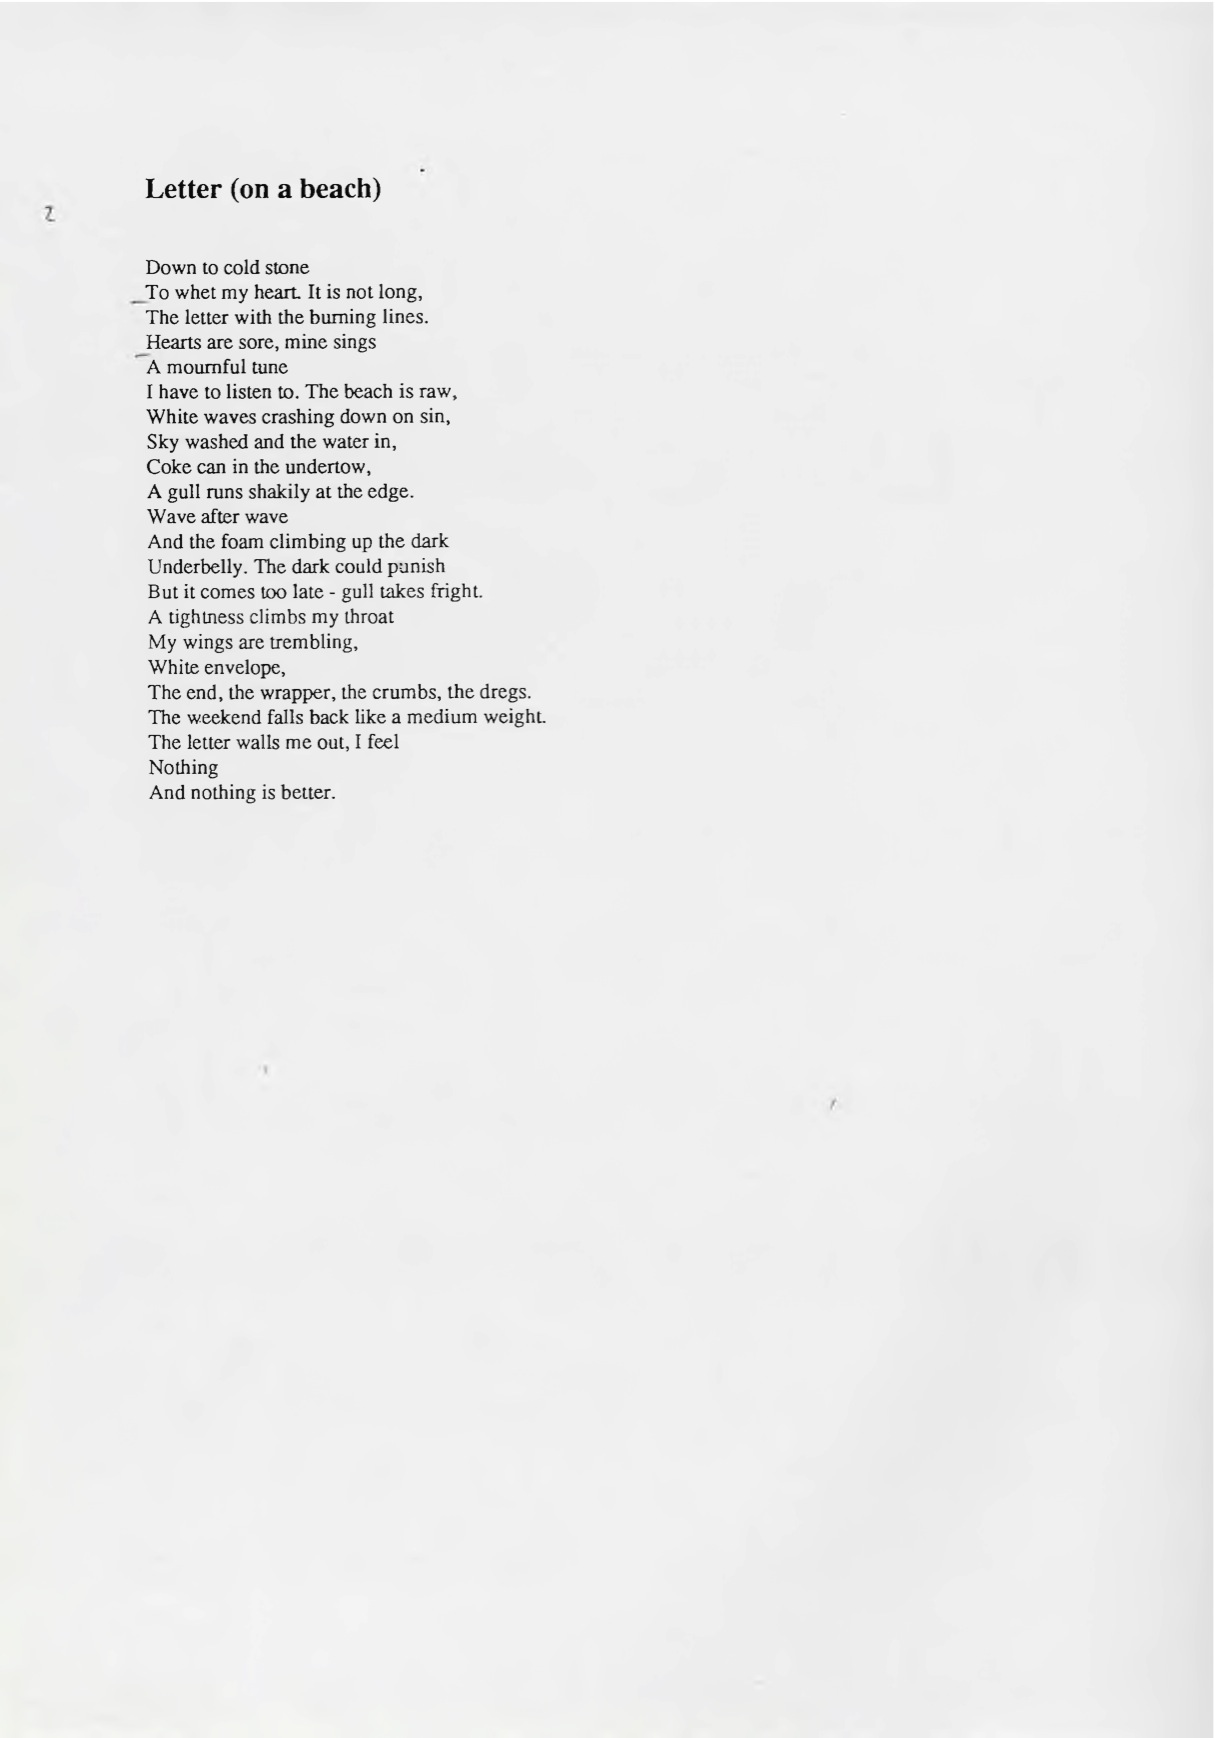 Letter (on a beach)
2
Down to cold stone
To whet my heart. It is not long,
The letter with the burning lines.
Hearts are sore, mine sings
A mournful tune
I have to listen to. The beach is raw,
White waves crashing down on sin,
Sky washed and the water in,
Coke can in the undertow,
A gull runs shakily at the edge.
Wave after wave
And the foam climbing up the dark
Underbelly. The dark could punish
But it comes too late - gull takes fright.
A tightness climbs my throat
My wings are trembling,
White envelope,
The end, the wrapper, the crumbs, the dregs.
The weekend falls back like a medium weight.
The letter walls me out, I feel
Nothing
And nothing is better.